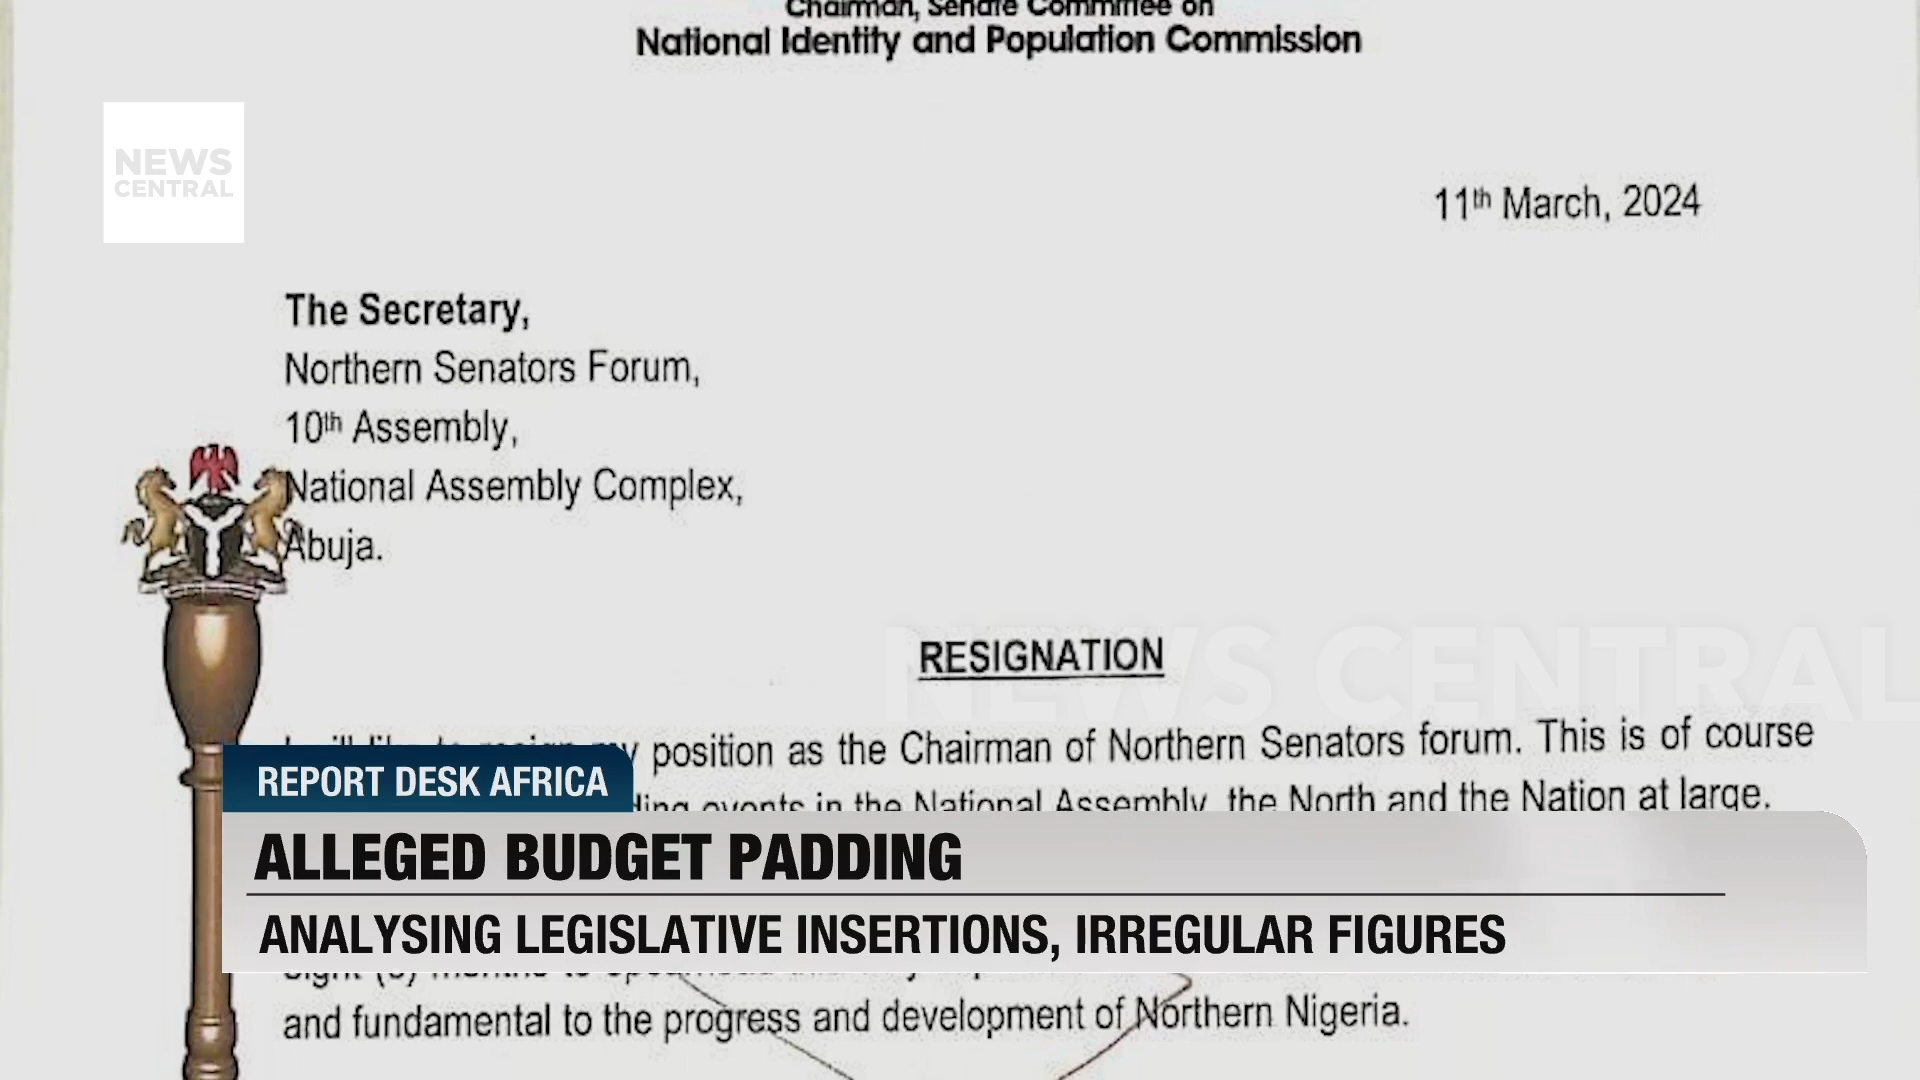 Chairman, Senate Committee on
National Identity and Population Commission
NEWS
CENTRAL
11th March, 2024
The Secretary,
Northern Senators Forum,
10th Assembly,
National Assembly Complex,
Abuja.
RESIGNATION
NEWS CENTRAL
position as the Chairman of Northern Senators forum. This is of course
events in the National Assembly, the North and the Nation at large.
REPORT DESK AFRICA
ALLEGED BUDGET PADDING
ANALYSING LEGISLATIVE INSERTIONS, IRREGULAR FIGURES
and fundamental to the progress and development of Northern Nigeria.